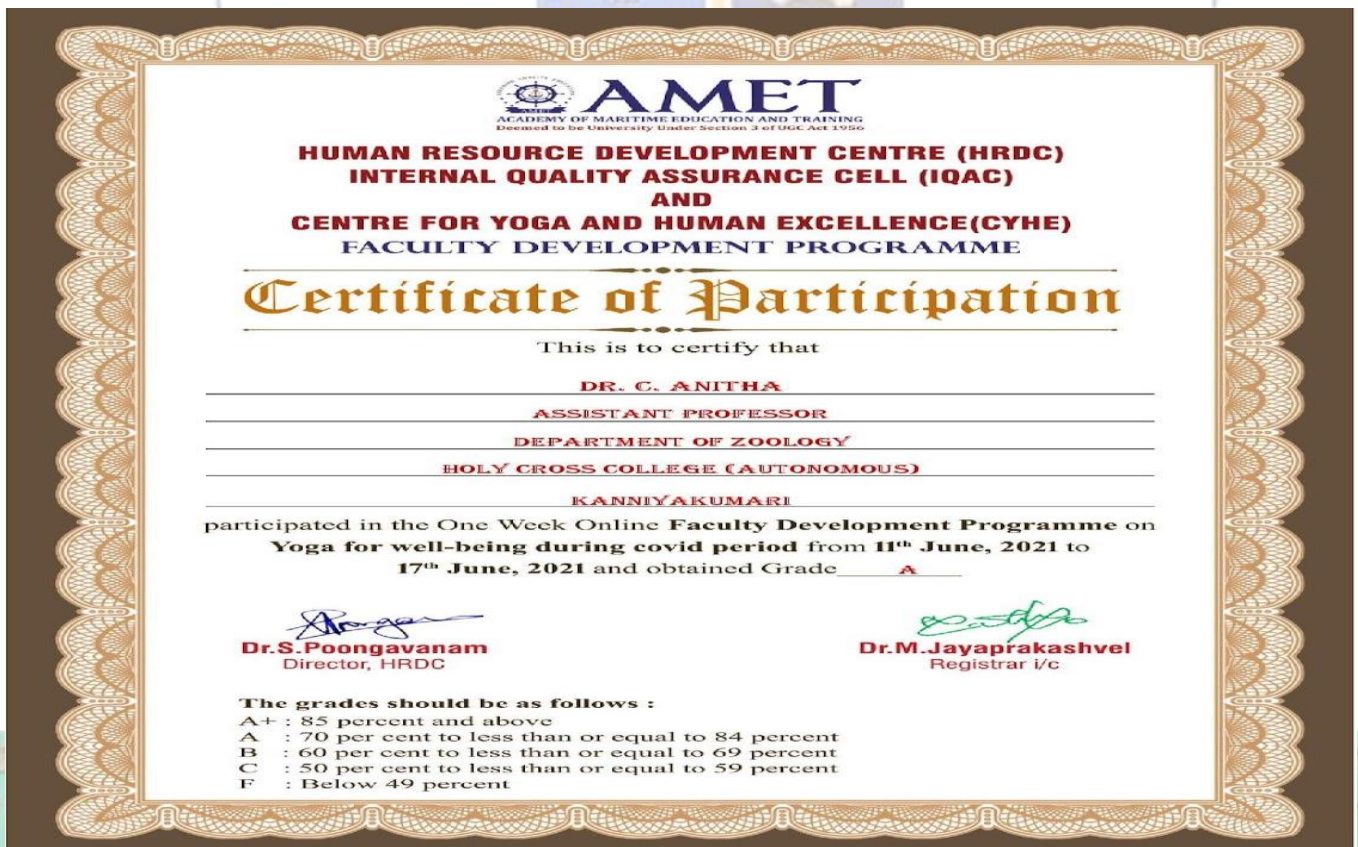 AMET
ACADEMY OF MARITIME EDUCATION AND TRAINING
Deemed to be University Under Section 3 of UGC Act 1956
HUMAN RESOURCE DEVELOPMENT CENTRE (HRDC)
INTERNAL QUALITY ASSURANCE CELL (IQAC)
AND
CENTRE FOR YOGA AND HUMAN EXCELLENCE(CYHE)
FACULTY DEVELOPMENT PROGRAMME
Certificate of Participation
This is to certify that
DR. C. ANITHA
ASSISTANT PROFESSOR
DEPARTMENT OF ZOOLOGY
HOLY CROSS COLLEGE (AUTONOMOUS)
KANNIYAKUMARI
participated in the One Week Online Faculty Development Programme on
Yoga for well-being during covid period from 11th June, 2021 to
17th June, 2021 and obtained Grade A
Dr.S.Poongavanam
Director, HRDC
Dr.M.Jayaprakashvel
Registrar i/c
The grades should be as follows :
A+ : 85 percent and above
A : 70 per cent to less than or equal to 84 percent
B : 60 per cent to less than or equal to 69 percent
C : 50 per cent to less than or equal to 59 percent
F : Below 49 percent